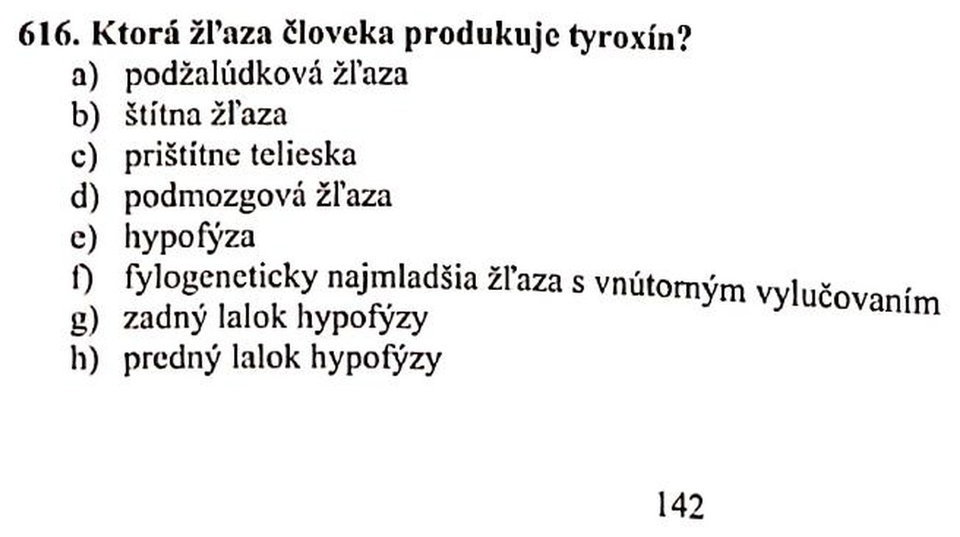 616. Ktorá žľaza človeka produkuje tyroxín?
a) podžalúdková žľaza
b) štítna žľaza
c) prištítne telieska
d) podmozgová žľaza
e) hypofýza
f) fylogeneticky najmladšia žľaza s vnútorným vylučovaním
g) zadný lalok hypofýzy
h) predný lalok hypofýzy
142